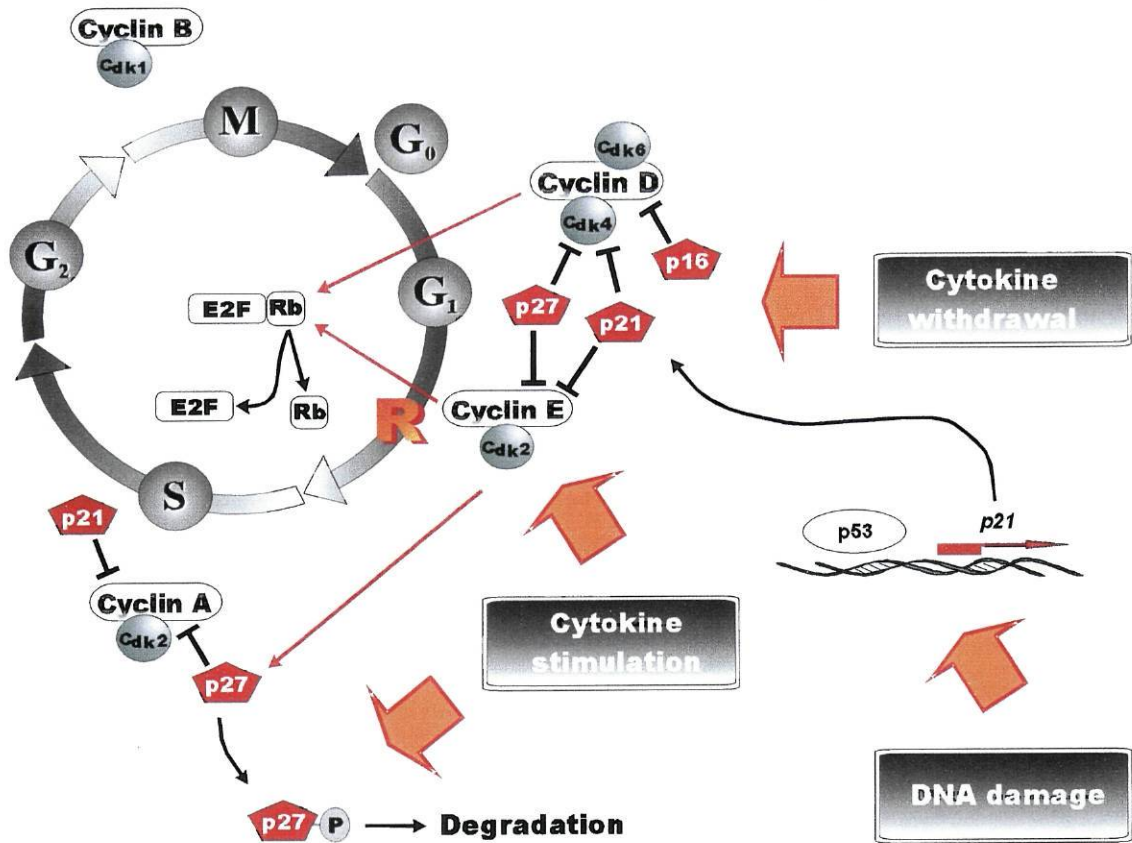 Cyclin B
Cdk1
M
G₀
Cdk6
Cyclin D
Cdk4
p16
G₂
G₁
E2F Rb
p27
p21
Cytokine
withdrawal
E2F
Rb
R
Cyclin E
Cdk2
S
p21
p53
p21
Cyclin A
Cdk2
Cytokine
stimulation
p27
DNA damage
p27 P
Degradation